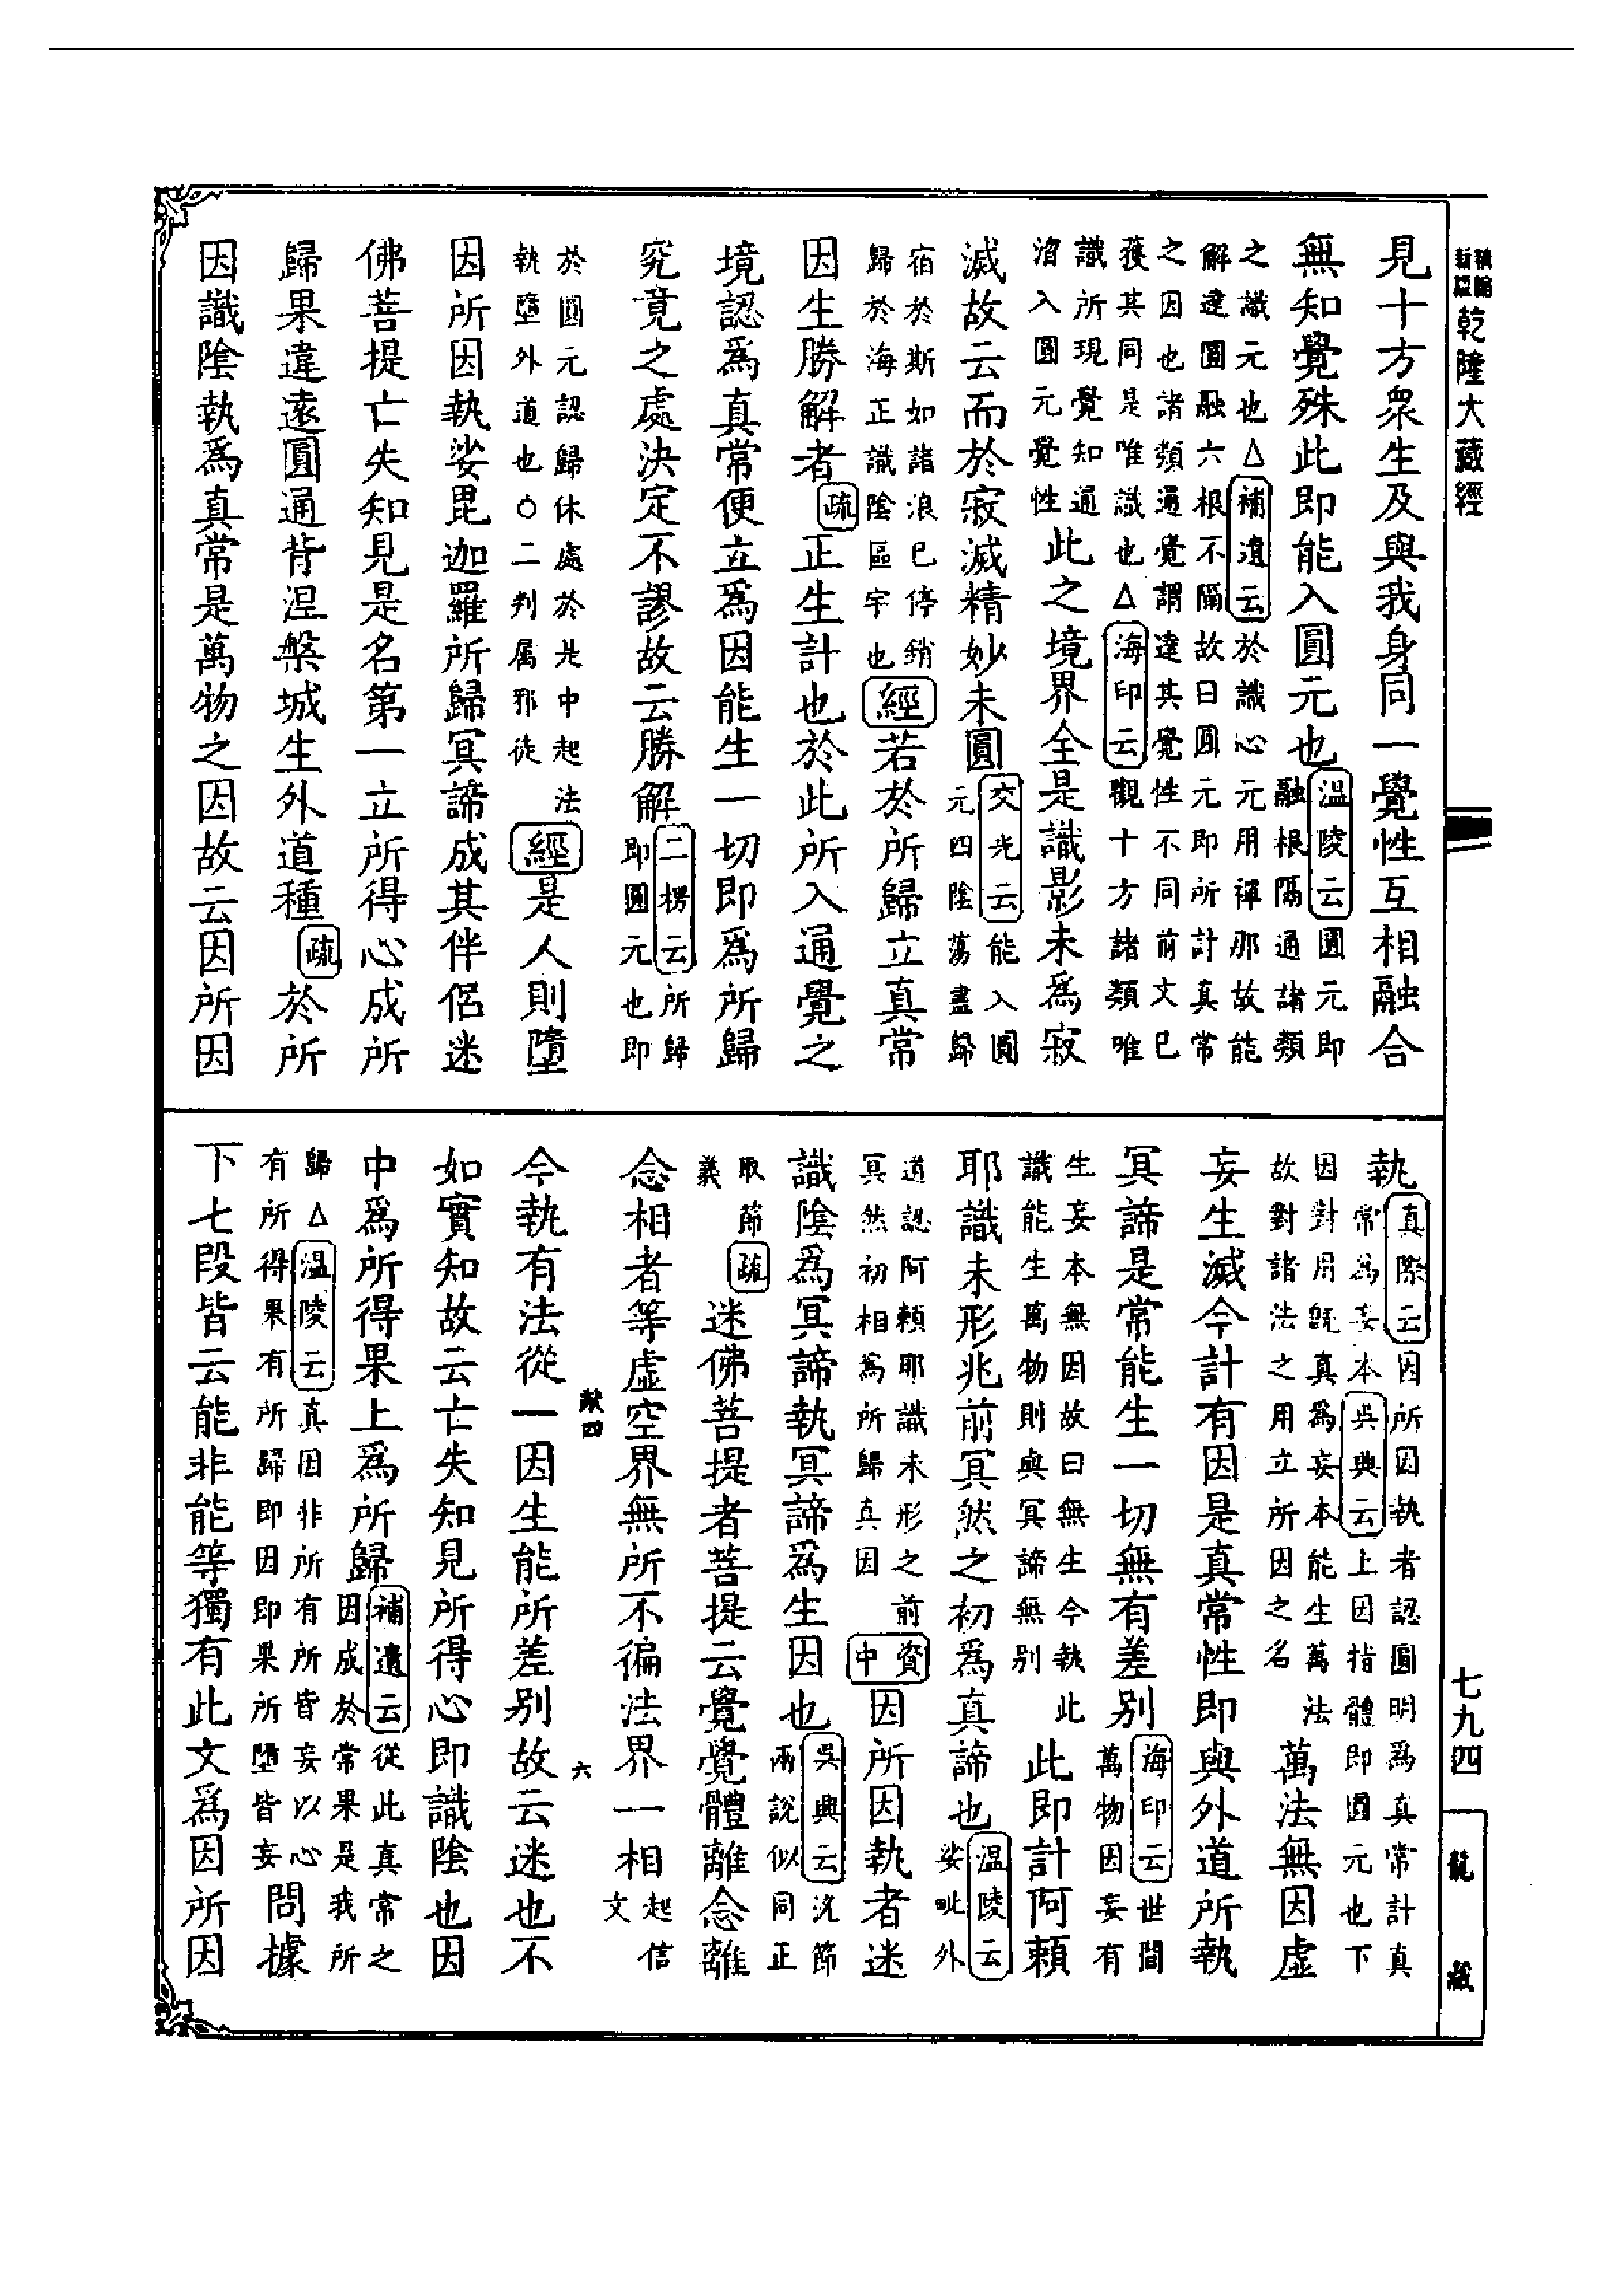 乾隆大藏經
見十方衆生及與我身同一覺性互相融合
無知覺殊此即能入圓元也溫陵云圓元即
融根隔通諸類
之識元也△補遺云於識心元用禪那故能
解達圓融六根不隔故曰圓元即所計真常
之因也諸類通覺謂達其覺性不同前文已
獲其同是唯識也△海印云觀十方諸類唯
識所現覺知通
入圓元覺性
此之境界全是識影未爲寂
滅故云而於寂滅精妙未圓交光云能入圓
元四陰蕩盡歸
宿於斯如諸浪已停銷
歸於海正識陰區宇也
經若於所歸立真常
因生勝解者疏正生計也於此所入通覺之
境認爲真常便立爲因能生一切即爲所歸
究竟之處決定不謬故云勝解二楞云所歸
即圓元也即
於圓元認歸休處於是中起法
執墮外道也○二判属邪徒
經是人則墮
因所因執娑毘迦羅所歸冥諦成其伴侶迷
佛菩提亡失知見是名第一立所得心成所
歸果違遠圓通背涅槃城生外道種疏於所
因識陰執爲真常是萬物之因故云因所因
執真際云因所因執者認圓明爲真常計真
常爲妄本吳興云上因指體即圓元也下
因對用既真爲妄本能生萬法
故對諸法之用立所因之名
萬法無因虛
妄生滅今計有因是真常性即與外道所執
冥諦是常能生一切無有差別海印云世間
萬物因妄有
生妄本無因故曰無生今執此
識能生萬物則與冥諦無別
此即計阿賴
耶識未形兆前冥然之初爲真諦也溫陵云
娑毗外
道認阿賴耶識未形之前
冥然初相爲所歸真因
資中因所因執者迷
識陰爲冥諦執冥諦爲生因也吳興云沇節
兩說似同正
取節
義
疏迷佛菩提者菩提云覺覺體離念離
念相者等虛空界無所不徧法界一相起信
文
獻四
六
今執有法從一因生能所差別故云迷也不
如實知故云亡失知見所得心即識陰也因
中爲所得果上爲所歸補遺云從此真常之
因成於常果是我所
歸△溫陵云真因非所有所皆妄以心
有所得果有所歸即因即果所墮皆妄
問據
下七段皆云能非能等獨有此文爲因所因
七九四
龍藏